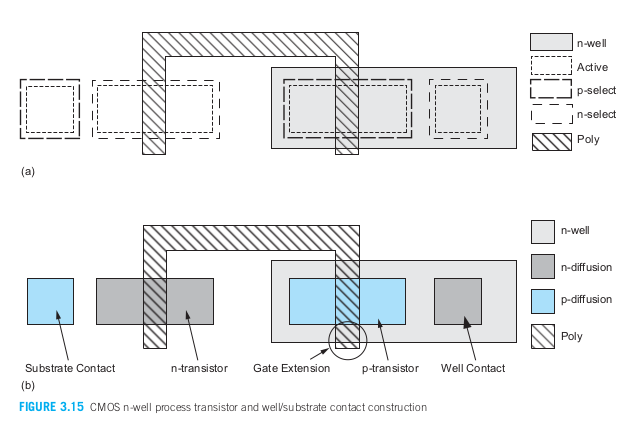 n-well
Active
p-select
n-select
Poly
(a)
n-well
n-diffusion
p-diffusion
Poly
Substrate Contact n-transistor Gate Extension p-transistor Well Contact
(b)
FIGURE 3.15 CMOS n-well process transistor and well/substrate contact construction